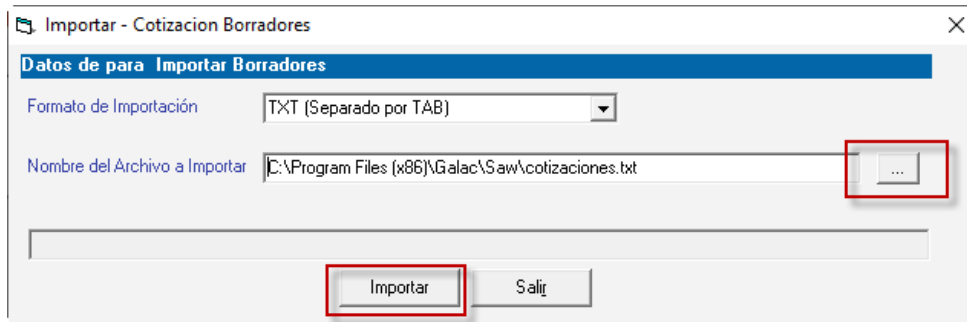 Importar - Cotizacion Borradores
Datos de para Importar Borradores
Formato de Importación TXT (Separado por TAB)
Nombre del Archivo a Importar C:\Program Files (x86)\Galac\Saw\cotizaciones.txt ...
Importar Salir